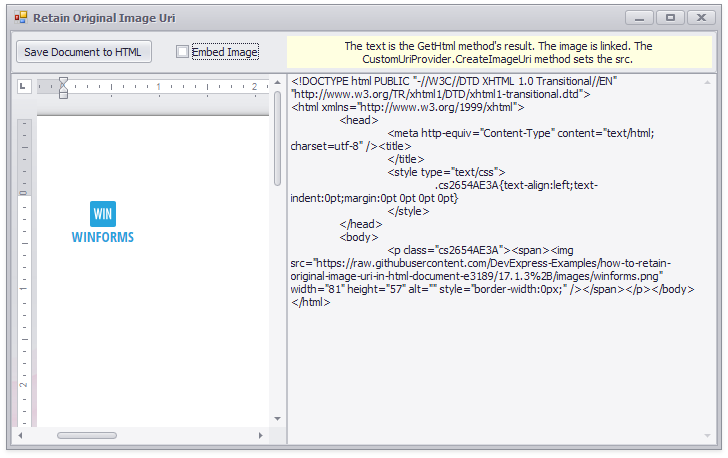 Retain Original Image Uri
Save Document to HTML
Embed Image
The text is the GetHtml method's result. The image is linked. The
CustomUriProvider.CreateImageUri method sets the src.
L
1
2
1
2
WIN
WINFORMS
<!DOCTYPE html PUBLIC "-//W3C//DTD XHTML 1.0 Transitional//EN"
"http://www.w3.org/TR/xhtml1/DTD/xhtml1-transitional.dtd">
<html xmlns="http://www.w3.org/1999/xhtml">
<head>
<meta http-equiv="Content-Type" content="text/html;
charset=utf-8" /><title>
</title>
<style type="text/css">
.cs2654AE3A{text-align:left;text-
indent:0pt;margin:0pt 0pt 0pt 0pt}
</style>
</head>
<body>
<p class="cs2654AE3A"><span><img
src="https://raw.githubusercontent.com/DevExpress-Examples/how-to-retain-
original-image-uri-in-html-document-e3189/17.1.3%2B/images/winforms.png"
width="81" height="57" alt="" style="border-width:0px;" /></span></p></body>
</html>